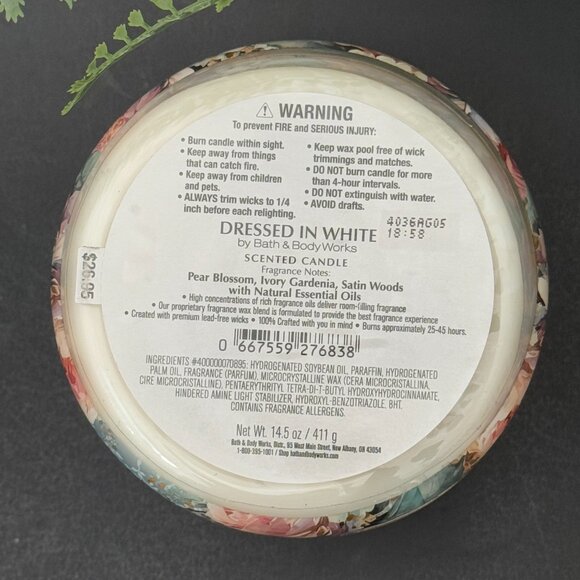 ⚠ WARNING
To prevent FIRE and SERIOUS INJURY:
• Burn candle within sight.
• Keep away from things
that can catch fire.
• Keep away from children
and pets.
• ALWAYS trim wicks to 1/4
inch before each relighting.
• Keep wax pool free of wick
trimmings and matches.
• DO NOT burn candle for more
than 4-hour intervals.
• DO NOT extinguish with water.
• AVOID drafts.
4036AG05
18:58
DRESSED IN WHITE
by Bath & Body Works
SCENTED CANDLE
Fragrance Notes:
Pear Blossom, Ivory Gardenia, Satin Woods
with Natural Essential Oils
• High concentrations of rich fragrance oils deliver room-filling fragrance
• Our proprietary fragrance wax blend is formulated to provide the best fragrance experience
• Created with premium lead-free wicks • 100% Crafted with you in mind • Burns approximately 25-45 hours.
$26.95
0 667559 276838
INGREDIENTS #400000070895: HYDROGENATED SOYBEAN OIL, PARAFFIN, HYDROGENATED
PALM OIL, FRAGRANCE (PARFUM), MICROCRYSTALLINE WAX (CERA MICROCRISTALLINA,
CIRE MICROCRISTALLINE), PENTAERYTHRITYL TETRA-DI-T-BUTYL HYDROXYHYDROCINNAMATE,
HINDERED AMINE LIGHT STABILIZER, HYDROXYL-BENZOTRIAZOLE, BHT.
CONTAINS FRAGRANCE ALLERGENS.
Net Wt. 14.5 oz / 411 g
Bath & Body Works, Distr., 95 West Main Street, New Albany, OH 43054
1-800-395-1001 / Shop bathandbodyworks.com